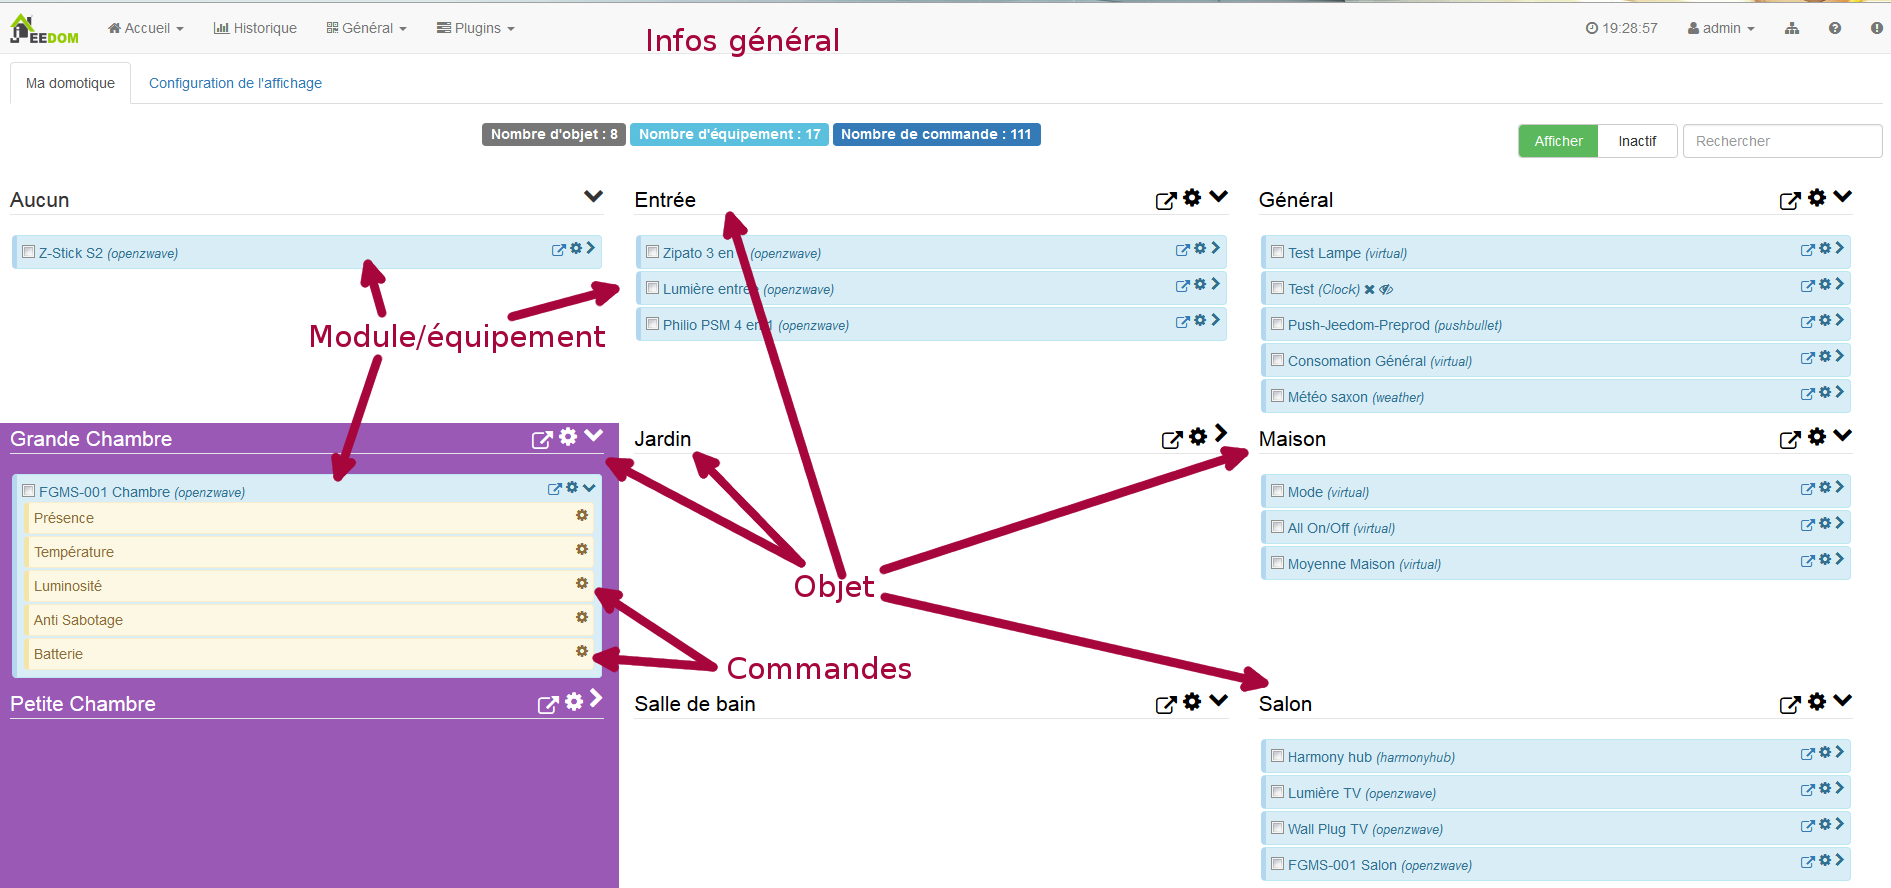 JEEDOM Accueil Historique Général Plugins Infos général 19:28:57 admin
Ma domotique Configuration de l'affichage
Nombre d'objet : 8 Nombre d'équipement : 17 Nombre de commande : 111 Afficher Inactif Rechercher
Aucun
Z-Stick S2 (openzwave)
Entrée
Zipato 3 en (openzwave)
Lumière entrée (openzwave)
Philio PSM 4 en 1 (openzwave)
Général
Test Lampe (virtual)
Test (Clock)
Push-Jeedom-Preprod (pushbullet)
Consomation Général (virtual)
Météo saxon (weather)
Module/équipement
Grande Chambre
FGMS-001 Chambre (openzwave)
Présence
Température
Luminosité
Anti Sabotage
Batterie
Jardin
Maison
Mode (virtual)
All On/Off (virtual)
Moyenne Maison (virtual)
Objet
Commandes
Petite Chambre
Salle de bain
Salon
Harmony hub (harmonyhub)
Lumière TV (openzwave)
Wall Plug TV (openzwave)
FGMS-001 Salon (openzwave)